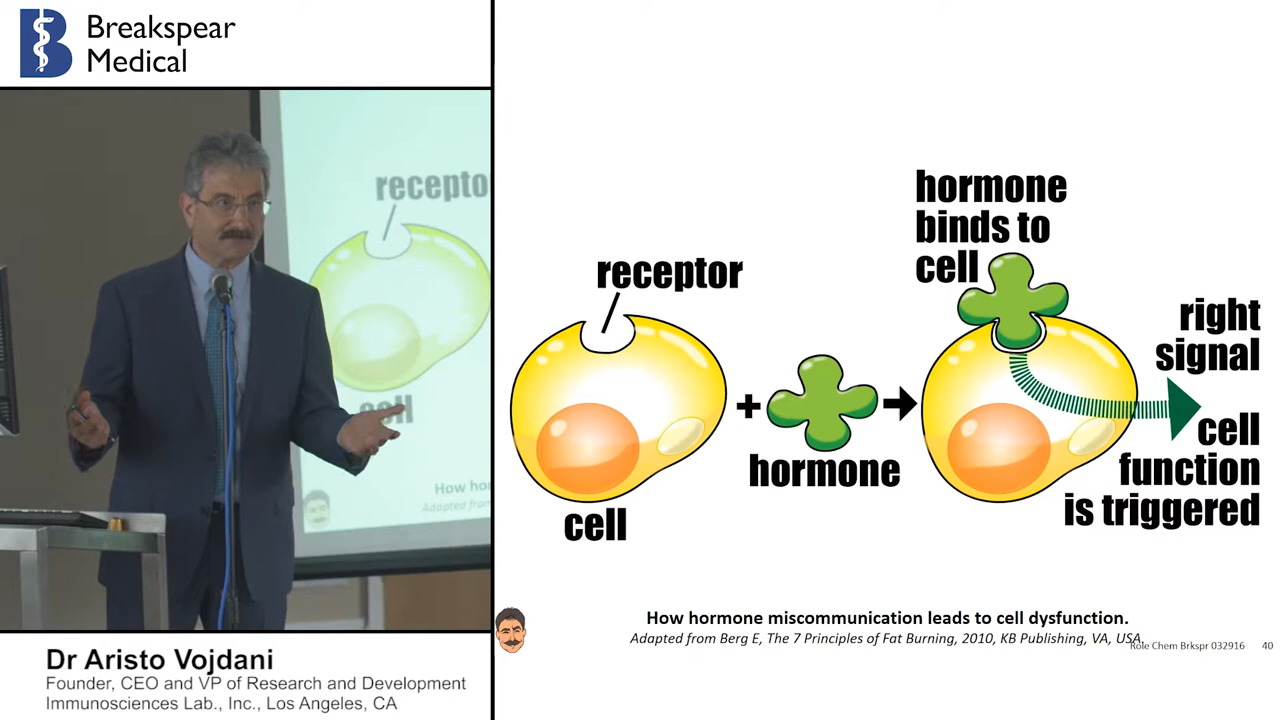 Breakspear
Medical
recepto
cell
How hor
Adapted from
Dr Aristo Vojdani
Founder, CEO and VP of Research and Development
Immunosciences Lab., Inc., Los Angeles, CA
hormone
binds to
cell
receptor
right
signal
+
hormone
cell
function
is triggered
cell
How hormone miscommunication leads to cell dysfunction.
Adapted from Berg E, The 7 Principles of Fat Burning, 2010, KB Publishing, VA, USA.
Role Chem Brkspr 032916 40